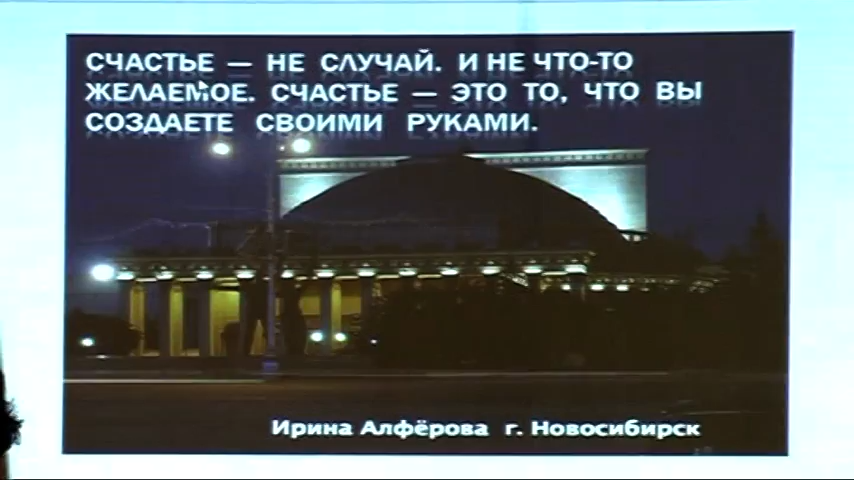 СЧАСТЬЕ — НЕ СЛУЧАЙ. И НЕ ЧТО-ТО
ЖЕЛАЕМОЕ. СЧАСТЬЕ — ЭТО ТО, ЧТО ВЫ
СОЗДАЕТЕ СВОИМИ РУКАМИ.
Ирина Алфёрова г. Новосибирск